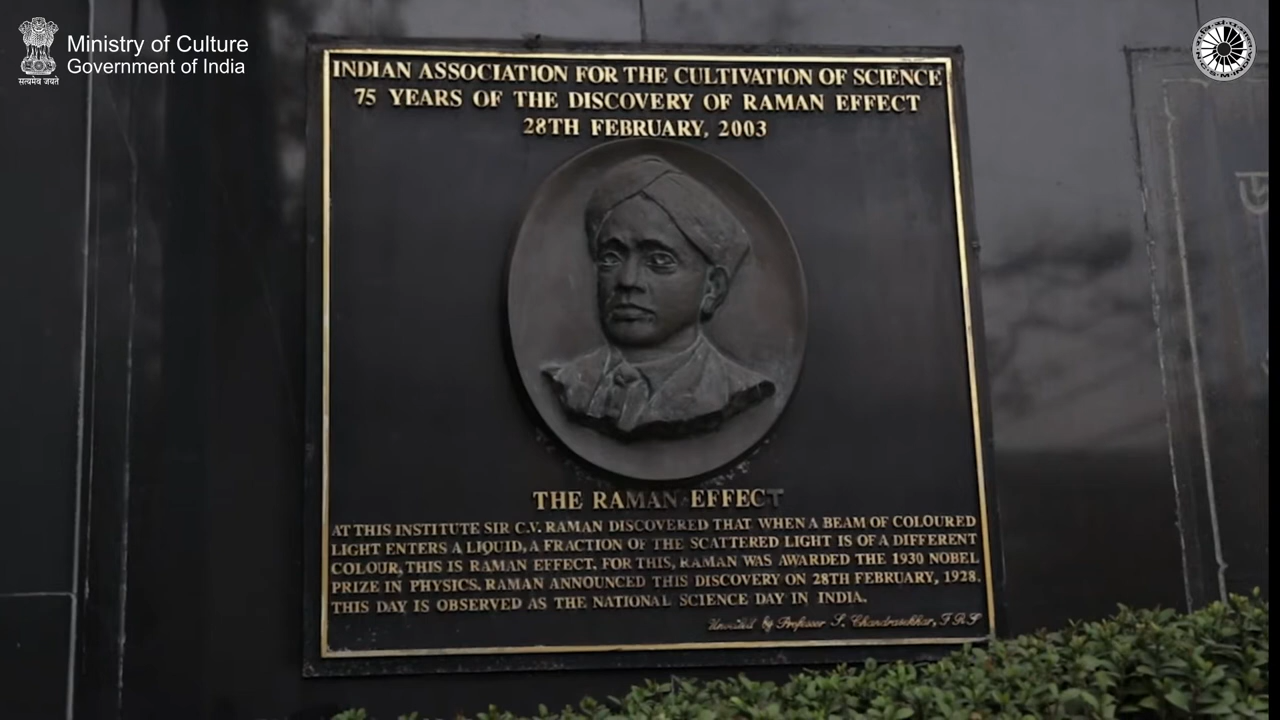 Ministry of Culture
Government of India
सत्यमेव जयते
N.C.S.M.INDIA
INDIAN ASSOCIATION FOR THE CULTIVATION OF SCIENCE
75 YEARS OF THE DISCOVERY OF RAMAN EFFECT
28TH FEBRUARY, 2003
THE RAMAN EFFECT
AT THIS INSTITUTE SIR C.V. RAMAN DISCOVERED THAT WHEN A BEAM OF COLOURED
LIGHT ENTERS A LIQUID, A FRACTION OF THE SCATTERED LIGHT IS OF A DIFFERENT
COLOUR, THIS IS RAMAN EFFECT. FOR THIS, RAMAN WAS AWARDED THE 1930 NOBEL
PRIZE IN PHYSICS. RAMAN ANNOUNCED THIS DISCOVERY ON 28TH FEBRUARY, 1928.
THIS DAY IS OBSERVED AS THE NATIONAL SCIENCE DAY IN INDIA.
Unveiled by Professor S. Chandrasekhar, F R S